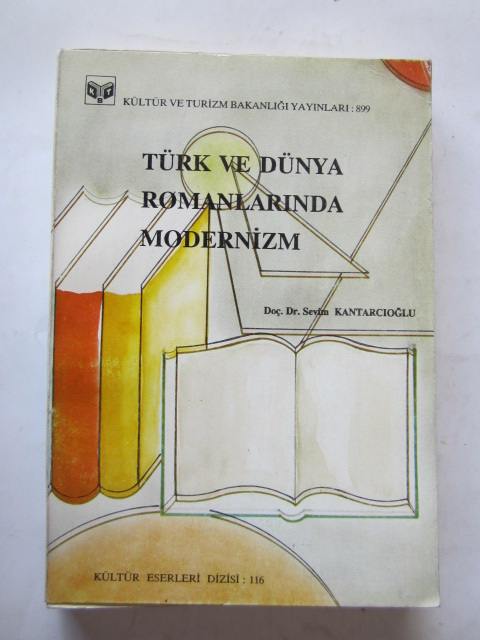 K T B
KÜLTÜR VE TURİZM BAKANLIĞI YAYINLARI : 899
TÜRK VE DÜNYA
ROMANLARINDA
MODERNİZM
Doç. Dr. Sevim KANTARCIOĞLU
KÜLTÜR ESERLERİ DİZİSİ : 116